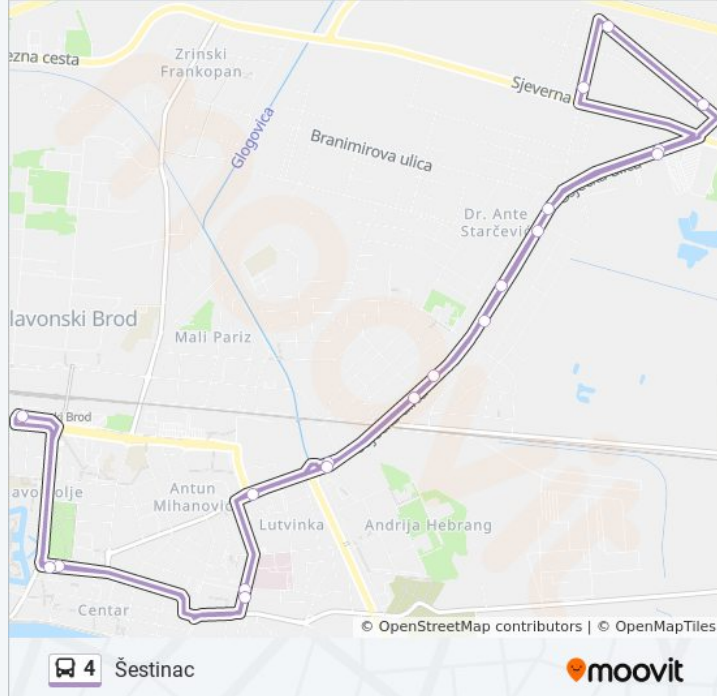 ezna cesta
Zrinski
Frankopan
Sjeverna
Glogovica
Branimirova ulica
Dr. Ante
Starčević
lavonski Brod
Mali Pariz
ki Brod
Antun
Mihanović
Lutvinka
Andrija Hebrang
Centar
© OpenStreetMap contributors | © OpenMapTiles
4 Šestinac
moovit